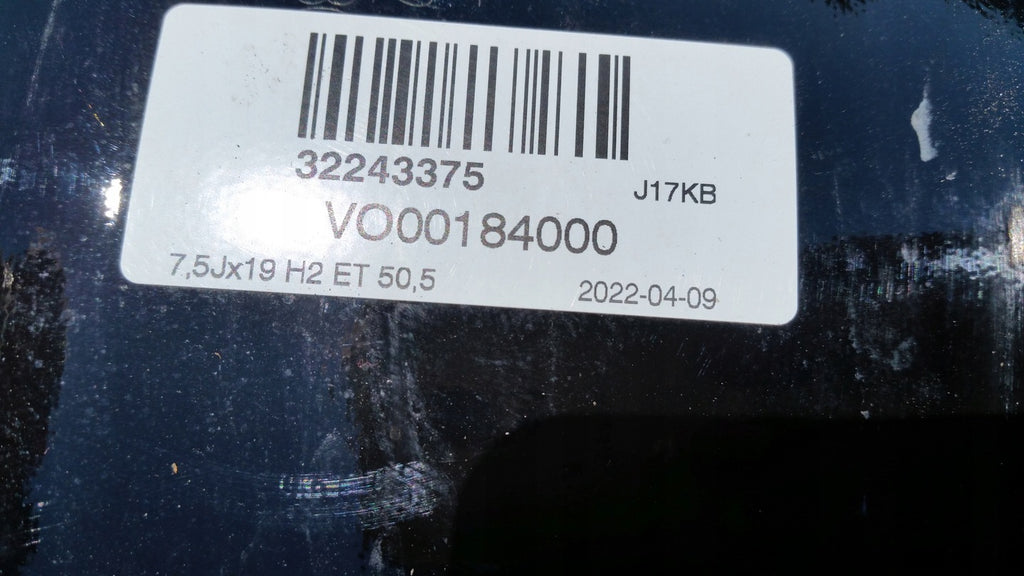 32243375
J17KB
VO00184000
7,5Jx19 H2 ET 50,5
2022-04-09